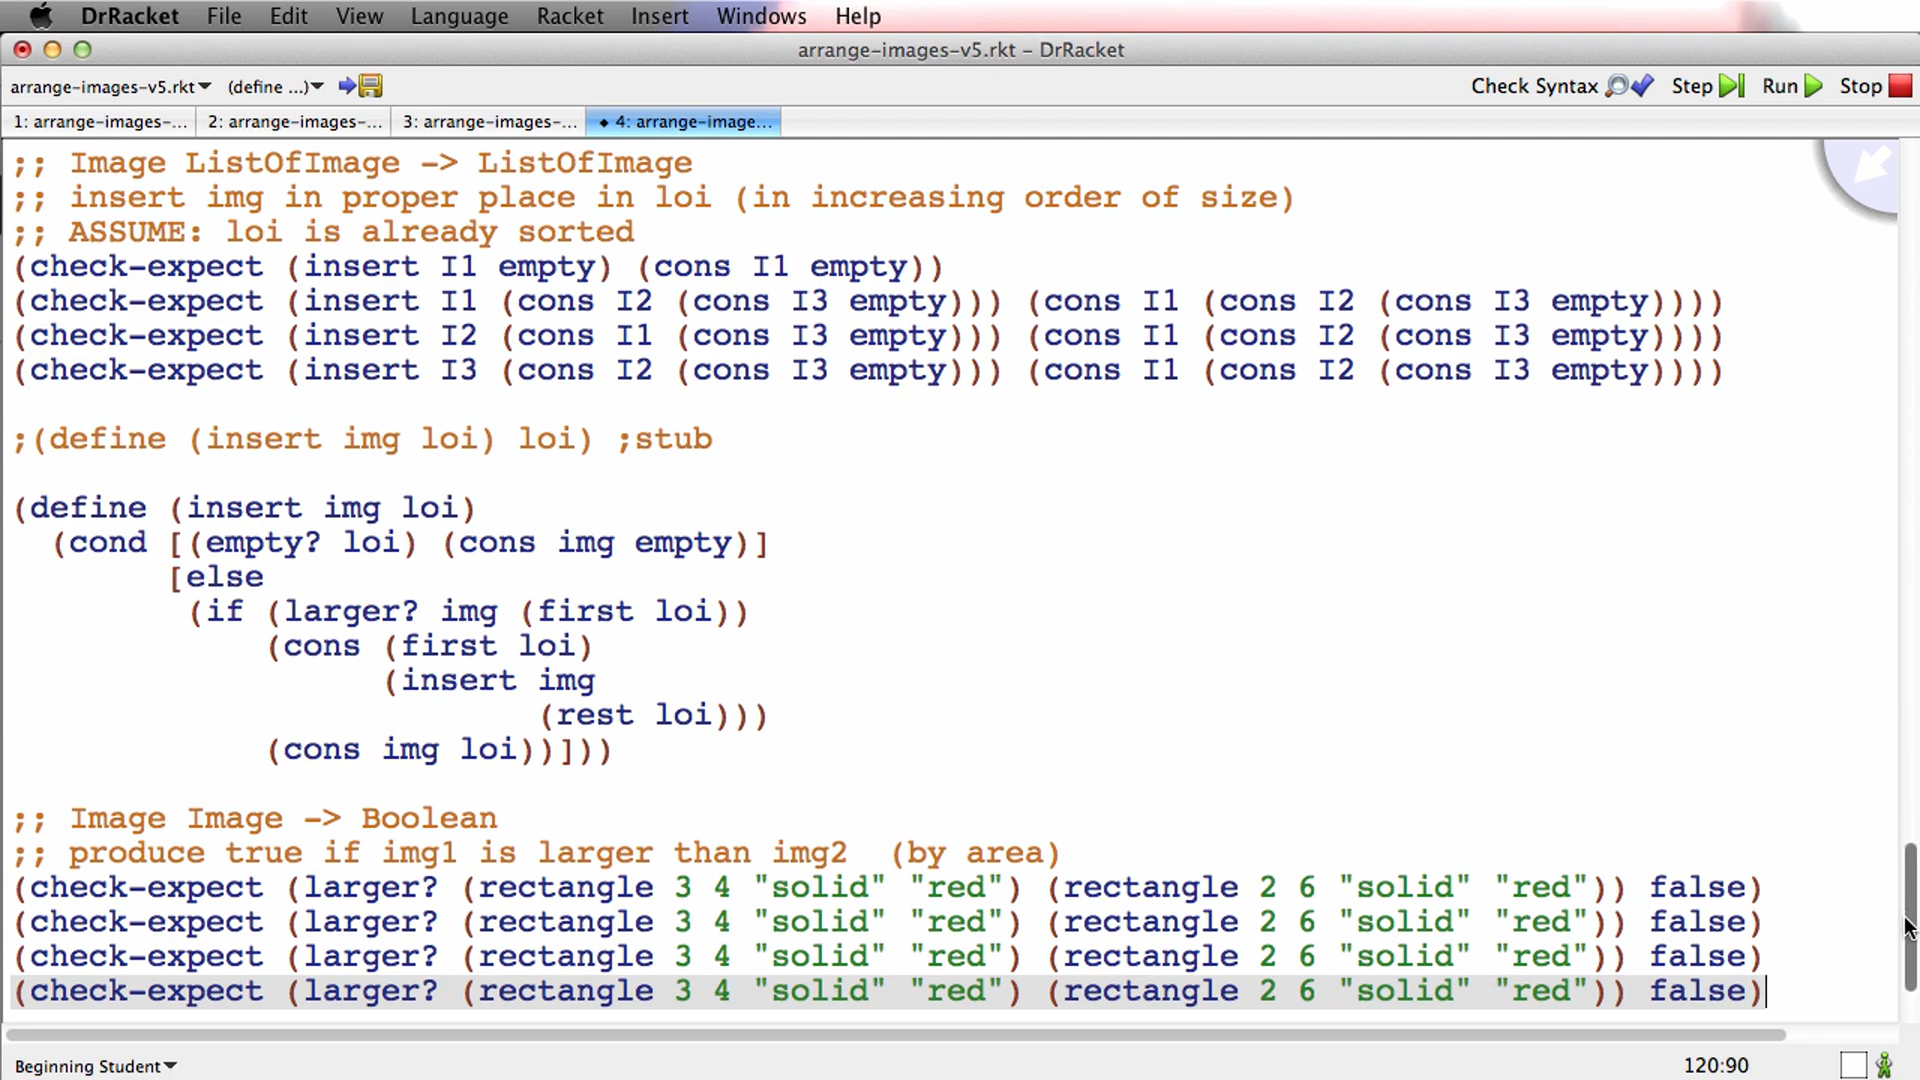 DrRacket File Edit View Language Racket Insert Windows Help
arrange-images-v5.rkt – DrRacket
arrange-images-v5.rkt (define ...) Check Syntax Step Run Stop
1: arrange-images-... 2: arrange-images-... 3: arrange-images-... 4: arrange-image...
;; Image ListOfImage -> ListOfImage
;; insert img in proper place in loi (in increasing order of size)
;; ASSUME: loi is already sorted
(check-expect (insert I1 empty) (cons I1 empty))
(check-expect (insert I1 (cons I2 (cons I3 empty))) (cons I1 (cons I2 (cons I3 empty))))
(check-expect (insert I2 (cons I1 (cons I3 empty))) (cons I1 (cons I2 (cons I3 empty))))
(check-expect (insert I3 (cons I2 (cons I3 empty))) (cons I1 (cons I2 (cons I3 empty))))
;(define (insert img loi) loi) ;stub
(define (insert img loi)
(cond [(empty? loi) (cons img empty)]
[else
(if (larger? img (first loi))
(cons (first loi)
(insert img
(rest loi)))
(cons img loi))]))
;; Image Image -> Boolean
;; produce true if img1 is larger than img2  (by area)
(check-expect (larger? (rectangle 3 4 "solid" "red") (rectangle 2 6 "solid" "red")) false)
(check-expect (larger? (rectangle 3 4 "solid" "red") (rectangle 2 6 "solid" "red")) false)
(check-expect (larger? (rectangle 3 4 "solid" "red") (rectangle 2 6 "solid" "red")) false)
(check-expect (larger? (rectangle 3 4 "solid" "red") (rectangle 2 6 "solid" "red")) false)
Beginning Student 120:90